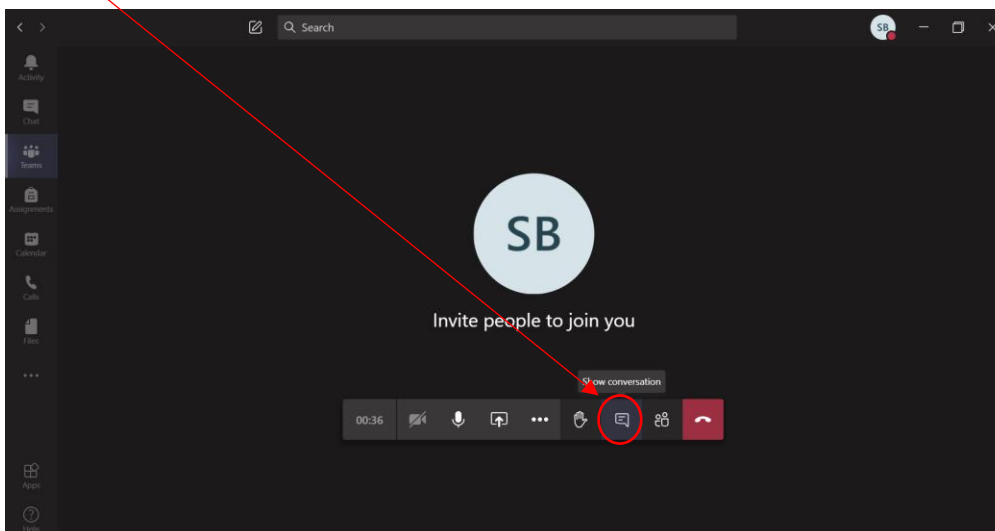 Search
SB
Activity
Chat
Teams
Assignments
Calendar
Calls
Files
SB
Invite people to join you
Show conversation
00:36
Apps
Help